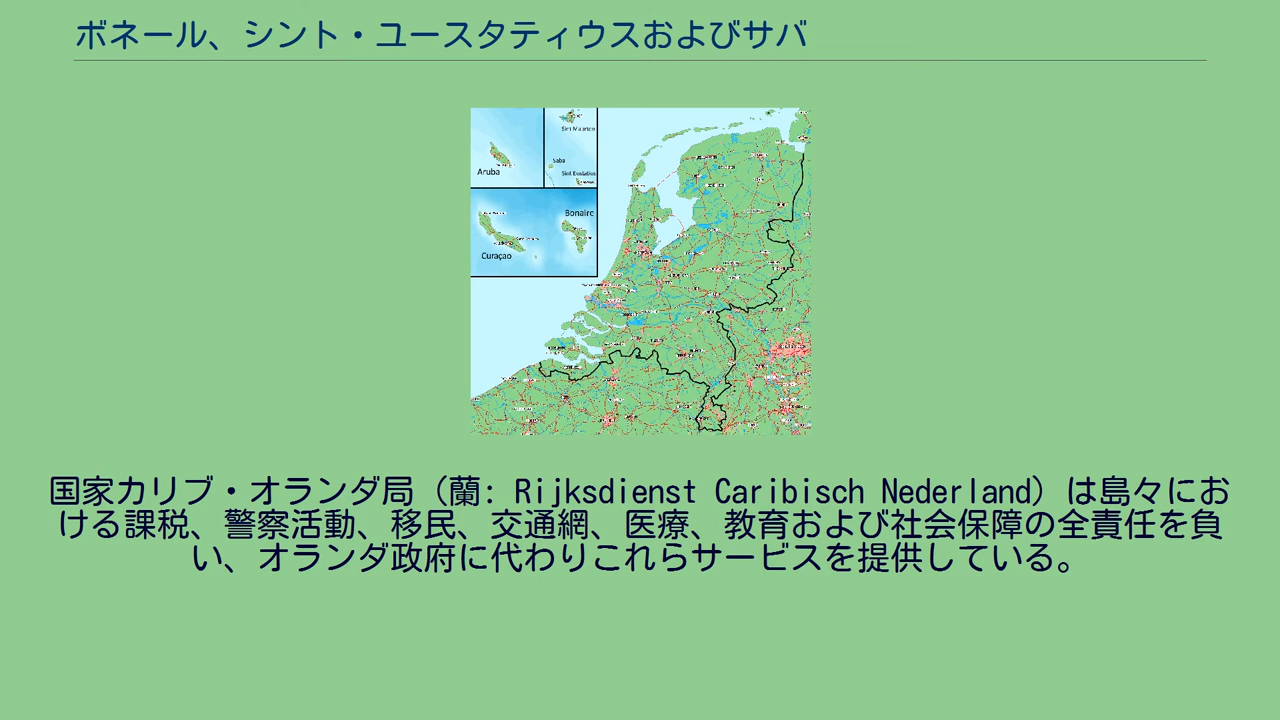 ボネール、シント・ユースタティウスおよびサバ
Sint Maarten
Saba
Sint Eustatius
Aruba
Bonaire
Curaçao
国家カリブ・オランダ局（蘭: Rijksdienst Caribisch Nederland）は島々にお
ける課税、警察活動、移民、交通網、医療、教育および社会保障の全責任を負
い、オランダ政府に代わりこれらサービスを提供している。